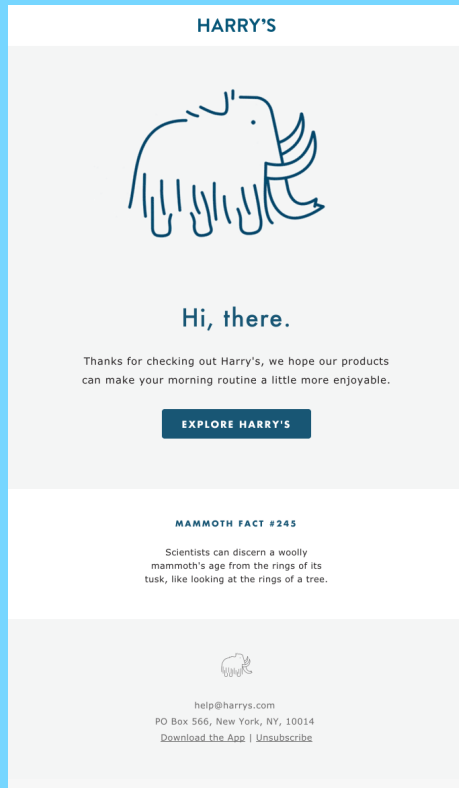 HARRY'S
Hi, there.
Thanks for checking out Harry's, we hope our products
can make your morning routine a little more enjoyable.
EXPLORE HARRY'S
MAMMOTH FACT #245
Scientists can discern a woolly
mammoth's age from the rings of its
tusk, like looking at the rings of a tree.
help@harrys.com
PO Box 566, New York, NY, 10014
Download the App | Unsubscribe